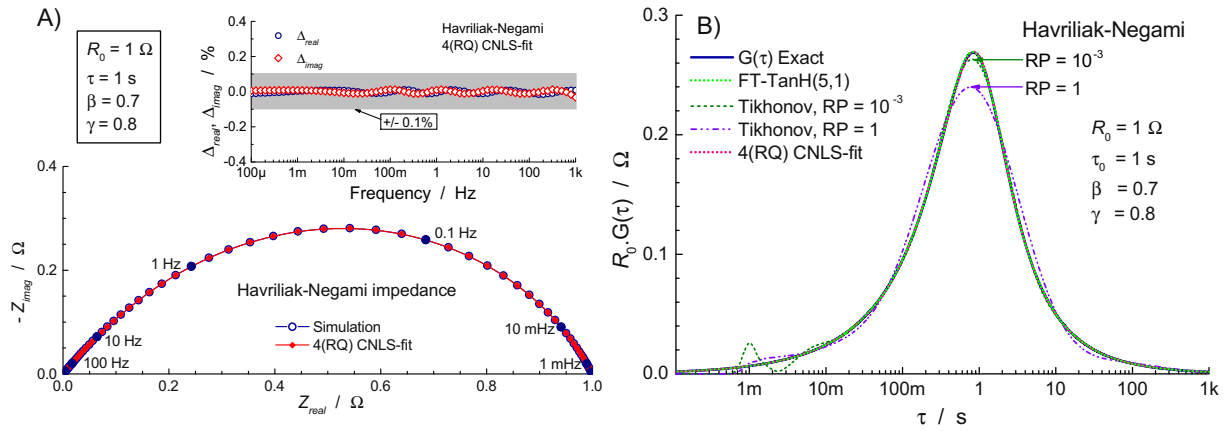 A)
R0 = 1 Ω
τ = 1 s
β = 0.7
γ = 0.8
Δreal, Δimag / %
0.4
0.2
0.0
-0.2
-0.4
Δreal
Δimag
Havriliak-Negami
4(RQ) CNLS-fit
+/- 0.1%
100µ 1m 10m 100m 1 10 100 1k
Frequency / Hz
- Zimag / Ω
0.4
0.2
0.0
0.0 0.2 0.4 0.6 0.8 1.0
Zreal / Ω
100 Hz
10 Hz
1 Hz
0.1 Hz
10 mHz
1 mHz
Havriliak-Negami impedance
Simulation
4(RQ) CNLS-fit
B)
R0.G(τ) / Ω
0.3
0.2
0.1
0.0
G(τ) Exact
FT-TanH(5,1)
Tikhonov, RP = 10-3
Tikhonov, RP = 1
4(RQ) CNLS-fit
Havriliak-Negami
RP = 10-3
RP = 1
R0 = 1 Ω
τ0 = 1 s
β = 0.7
γ = 0.8
1m 10m 100m 1 10 100 1k
τ / s